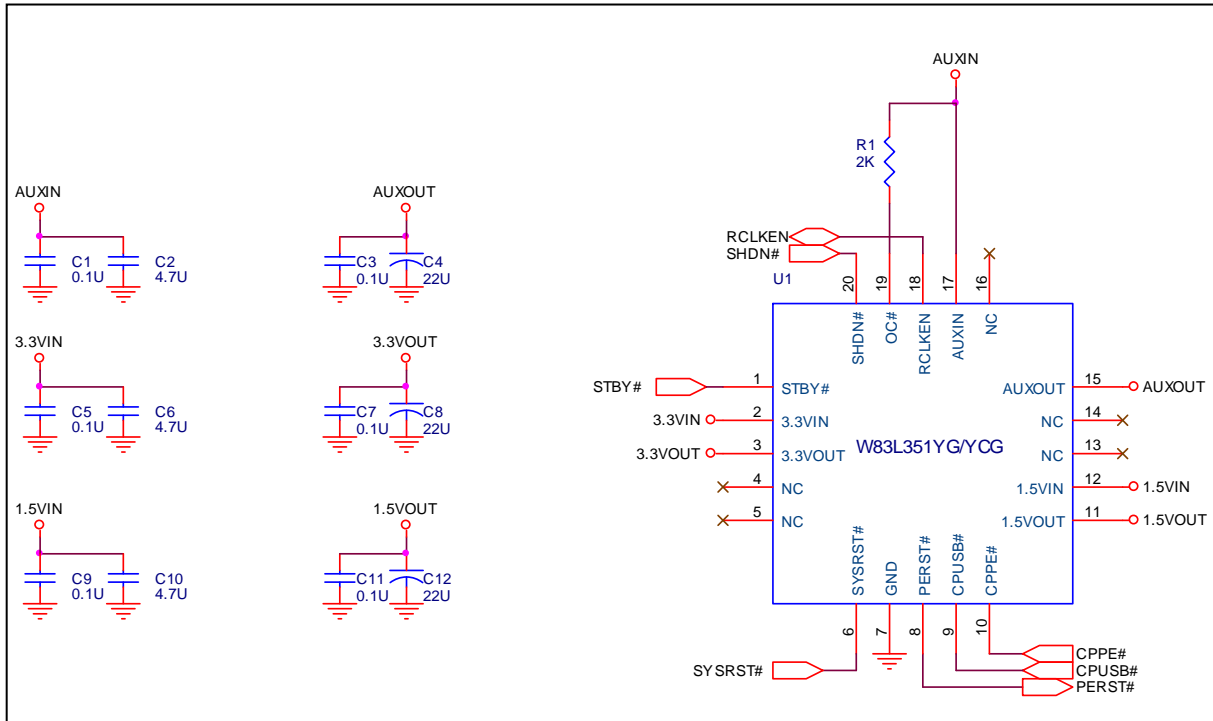 AUXIN
R1
2K
AUXIN
C1
0.1U
C2
4.7U
AUXOUT
C3
0.1U
C4
22U
3.3VIN
C5
0.1U
C6
4.7U
3.3VOUT
C7
0.1U
C8
22U
1.5VIN
C9
0.1U
C10
4.7U
1.5VOUT
C11
0.1U
C12
22U
RCLKEN
SHDN#
U1
20
19
18
17
16
SHDN#
OC#
RCLKEN
AUXIN
NC
STBY#
1
STBY#
3.3VIN
2
3.3VIN
3.3VOUT
3
3.3VOUT
4
NC
5
NC
W83L351YG/YCG
AUXOUT
15
AUXOUT
NC
14
NC
13
1.5VIN
12
1.5VIN
1.5VOUT
11
1.5VOUT
SYSRST#
GND
PERST#
CPUSB#
CPPE#
6
7
8
9
10
SYSRST#
CPPE#
CPUSB#
PERST#